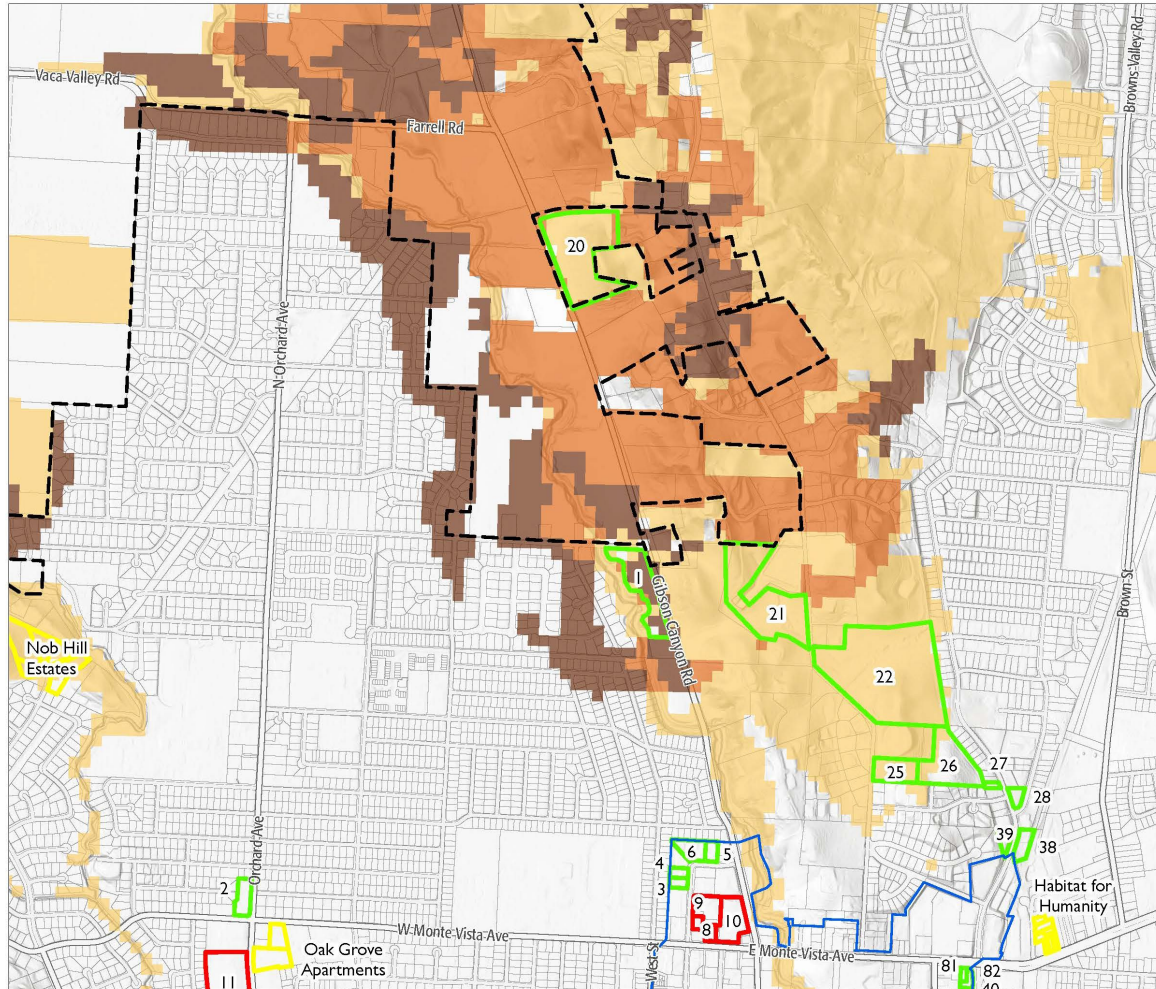 Vaca Valley Rd
Browns Valley Rd
Farrell Rd
20
N Orchard Ave
Brown St
1
Gibson Canyon Rd
21
Nob Hill
Estates
22
25
26
27
28
39
38
6
5
4
3
2
Orchard Ave
9
10
8
Habitat for
Humanity
W Monte Vista Ave
E Monte Vista Ave
West St
Oak Grove
Apartments
11
81
82
40